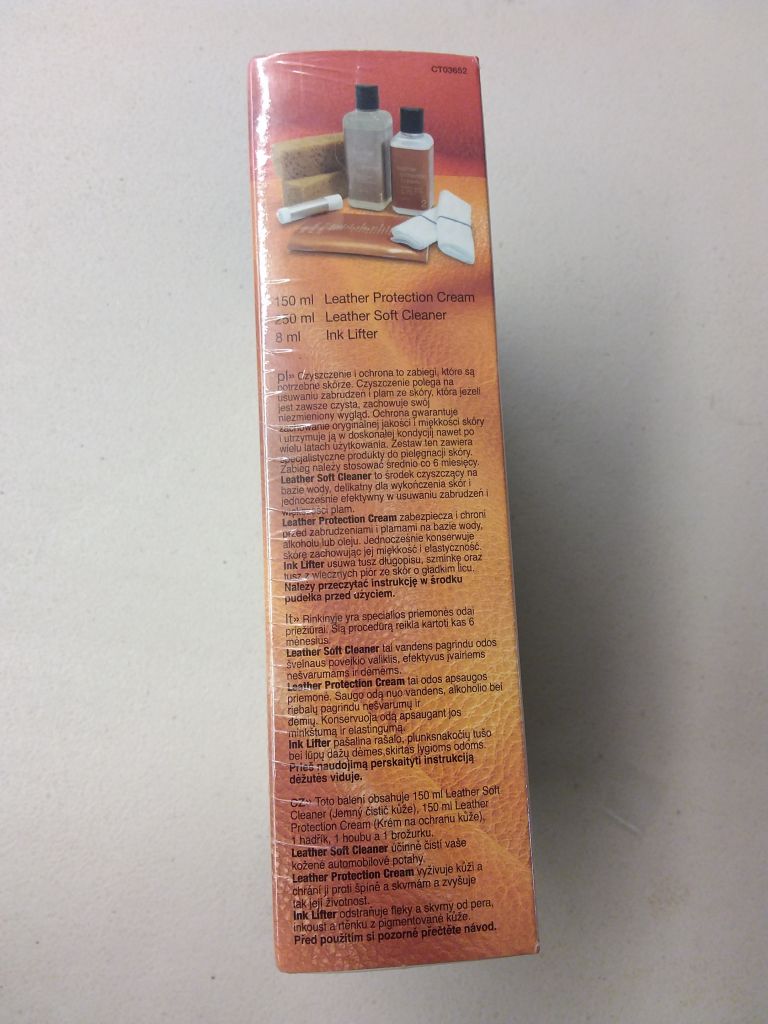 CT03652
150 ml Leather Protection Cream
250 ml Leather Soft Cleaner
8 ml Ink Lifter
pl» Czyszczenie i ochrona to zabiegi, które są
potrzebne skórze. Czyszczenie polega na
usuwaniu zabrudzeń i plam ze skóry, która jeżeli
jest zawsze czysta, zachowuje swój
niezmieniony wygląd. Ochrona gwarantuje
zachowanie oryginalnej jakości i miękkości skóry
i utrzymuje ją w doskonałej kondycji nawet po
wielu latach użytkowania. Zestaw ten zawiera
specjalistyczne produkty do pielęgnacji skóry.
Zabieg należy stosować średnio co 6 miesięcy.
Leather Soft Cleaner to środek czyszczący na
bazie wody, delikatny dla wykończenia skór i
jednocześnie efektywny w usuwaniu zabrudzeń i
większości plam.
Leather Protection Cream zabezpiecza i chroni
przed zabrudzeniami i plamami na bazie wody,
alkoholu lub oleju. Jednocześnie konserwuje
skórę zachowując jej miękkość i elastyczność.
Ink Lifter usuwa tusz długopisu, szminkę oraz
tusz z wiecznych piór ze skór o gładkim licu.
Należy przeczytać instrukcję w środku
pudełka przed użyciem.
lt» Rinkinyje yra specialios priemonės odai
priežiūrai. Šią procedūrą reikia kartoti kas 6
mėnesius.
Leather Soft Cleaner tai vandens pagrindu odos
švelnaus poveikio valiklis, efektyvus įvairiems
nešvarumams ir dėmėms.
Leather Protection Cream tai odos apsaugos
priemonė. Saugo odą nuo vandens, alkoholio bei
riebalų pagrindu nešvarumų ir
dėmių. Konservuoja odą apsaugant jos
minkštumą ir elastingumą.
Ink Lifter pašalina rašalo, plunksnakočių tušo
bei lūpų dažų dėmes,skirtas lygioms odoms.
Prieš naudojimą perskaityti instrukciją
dėžutės viduje.
cz» Toto balení obsahuje 150 ml Leather Soft
Cleaner (Jemný čistič kůže), 150 ml Leather
Protection Cream (Krém na ochranu kůže),
1 hadřík, 1 houbu a 1 brožurku.
Leather Soft Cleaner účinně čistí vaše
kožené automobilové potahy.
Leather Protection Cream vyživuje kůži a
chrání ji proti špíně a skvrnám a zvyšuje
tak její životnost.
Ink Lifter odstraňuje fleky a skvrny od pera,
inkoust a rtěnku z pigmentované kůže.
Před použitím si pozorně přečtěte návod.